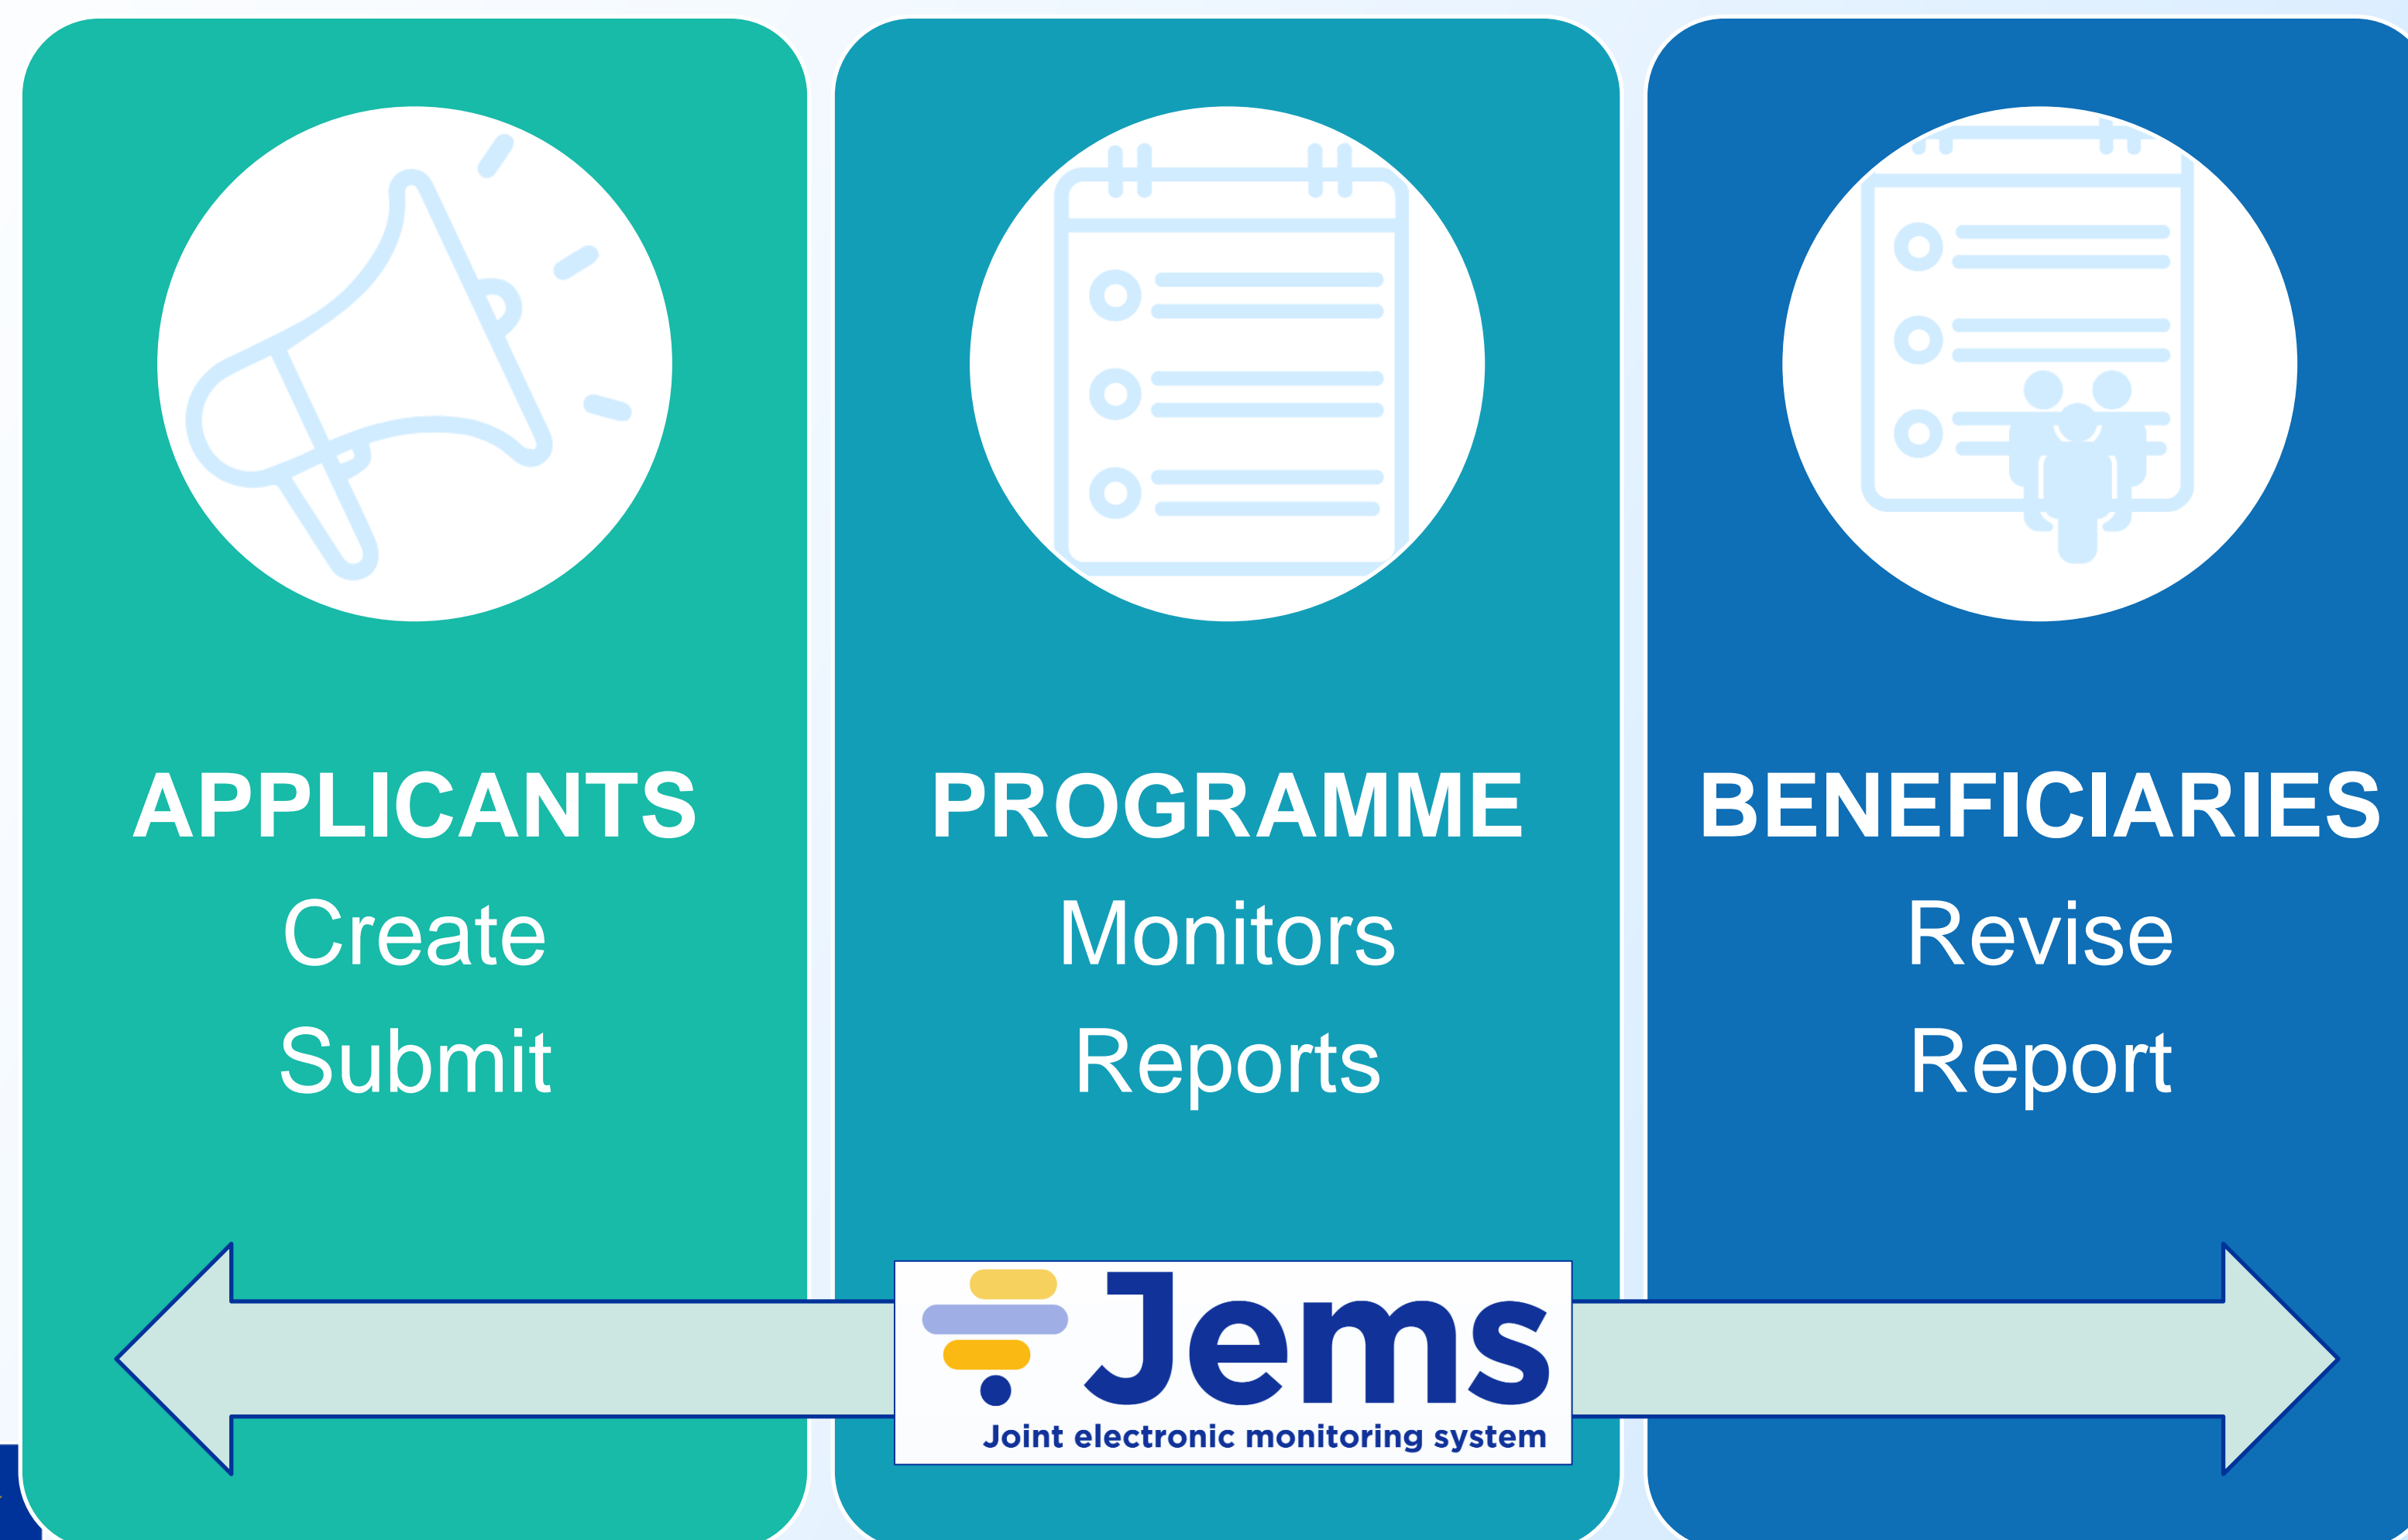 APPLICANTS
Create
Submit
PROGRAMME
Monitors
Reports
BENEFICIARIES
Revise
Report
Jems
Joint electronic monitoring system